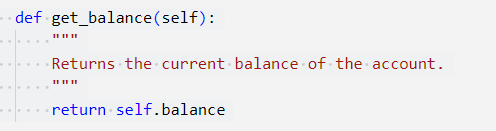 def get_balance(self):
    """
    Returns the current balance of the account.
    """
    return self.balance